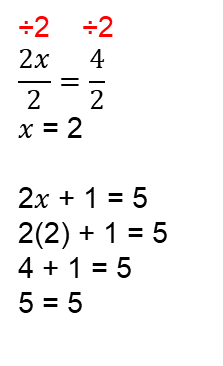 ÷2 ÷2
2x/2 = 4/2
x = 2
2x + 1 = 5
2(2) + 1 = 5
4 + 1 = 5
5 = 5